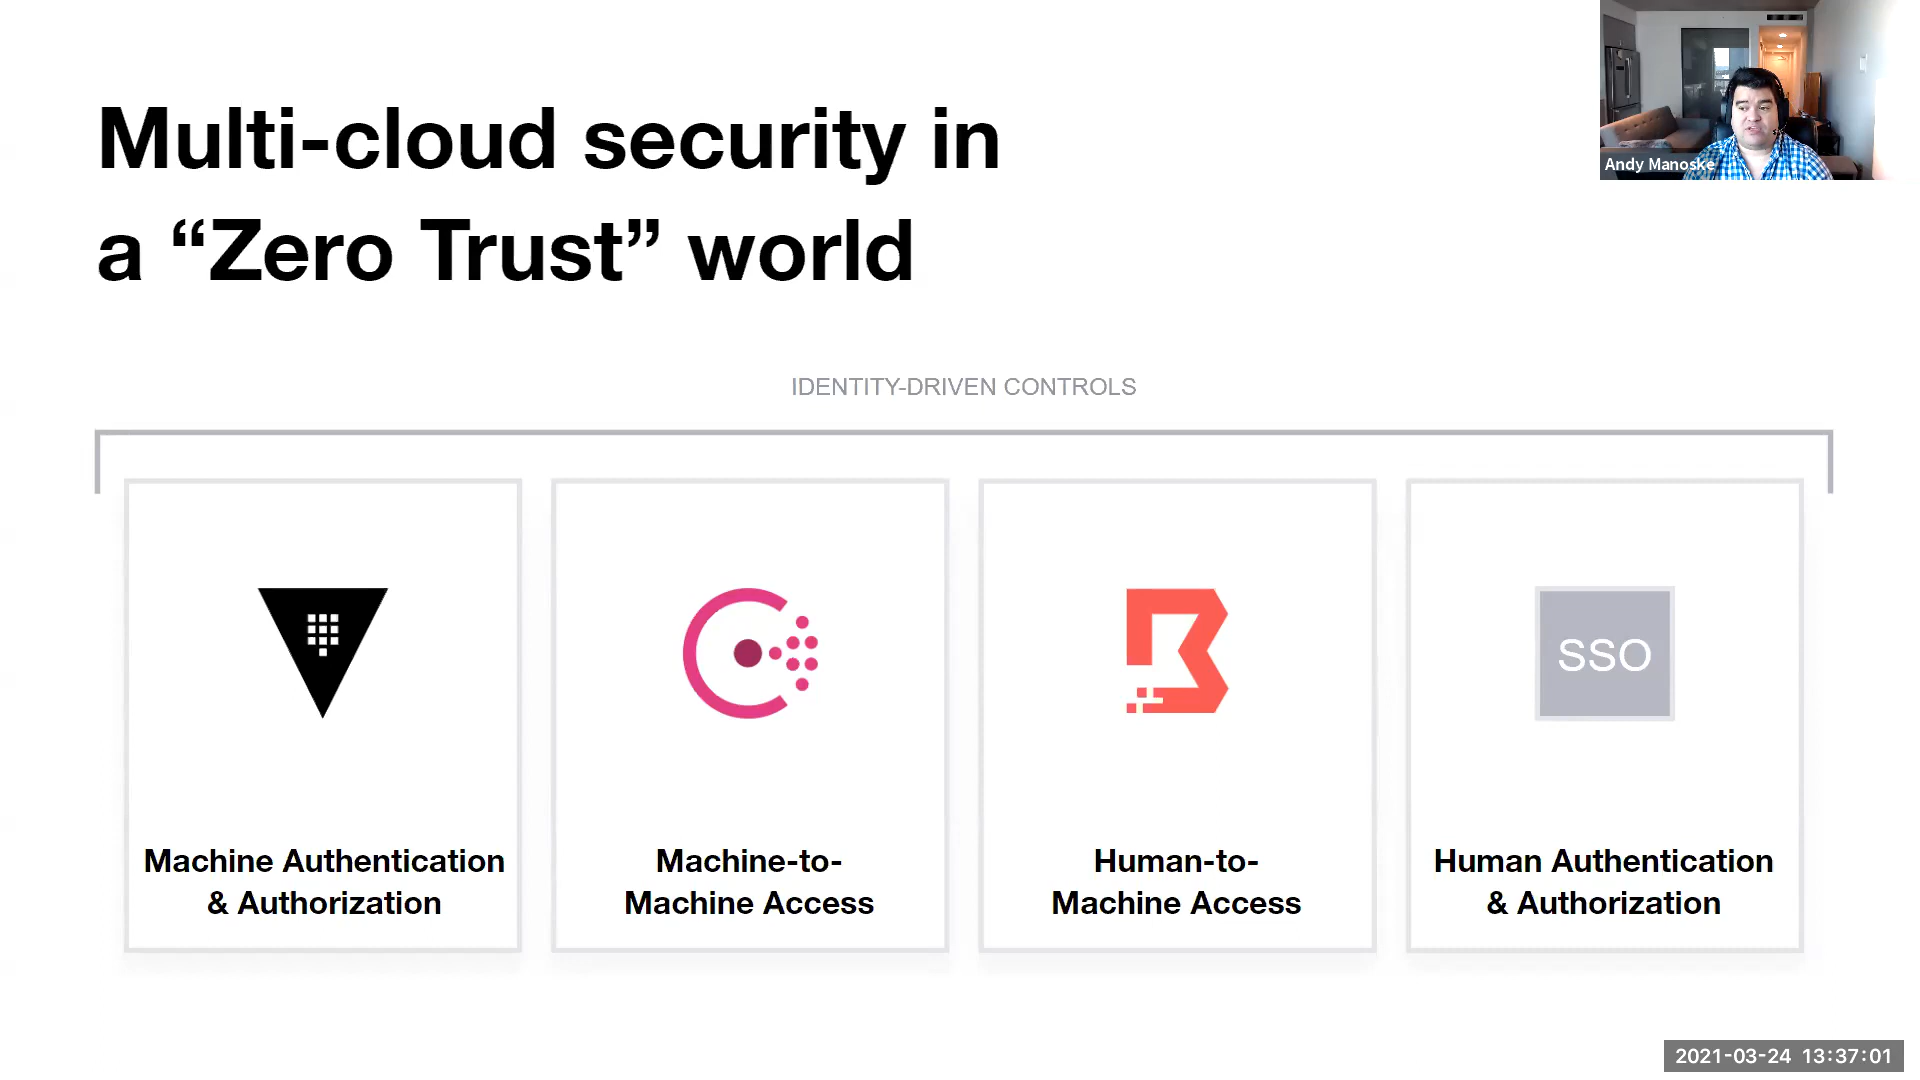 Multi-cloud security in
a “Zero Trust” world
Andy Manoske
IDENTITY-DRIVEN CONTROLS
SSO
Machine Authentication
& Authorization
Machine-to-
Machine Access
Human-to-
Machine Access
Human Authentication
& Authorization
2021-03-24 13:37:01